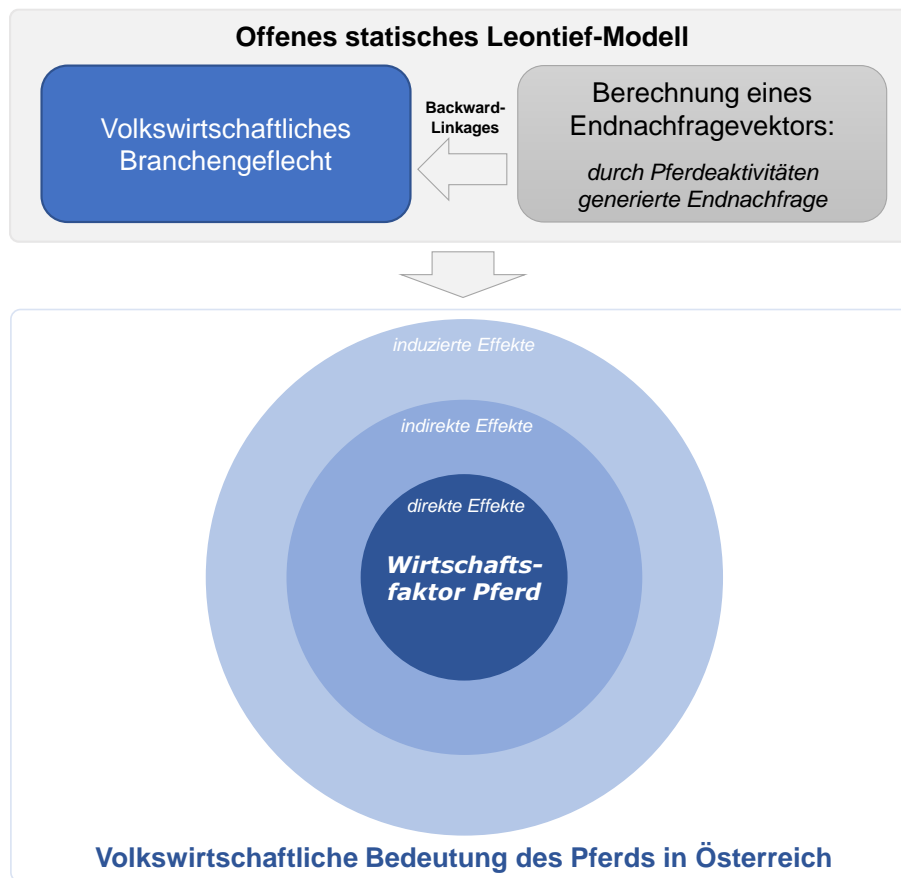 Offenes statisches Leontief-Modell
Volkswirtschaftliches
Branchengeflecht
Backward-
Linkages
Berechnung eines
Endnachfragevektors:
durch Pferdeaktivitäten
generierte Endnachfrage
induzierte Effekte
indirekte Effekte
direkte Effekte
Wirtschafts-
faktor Pferd
Volkswirtschaftliche Bedeutung des Pferds in Österreich